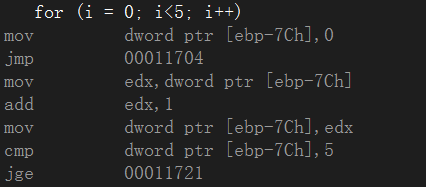 for (i = 0; i<5; i++)
mov dword ptr [ebp-7Ch],0
jmp 00011704
mov edx,dword ptr [ebp-7Ch]
add edx,1
mov dword ptr [ebp-7Ch],edx
cmp dword ptr [ebp-7Ch],5
jge 00011721